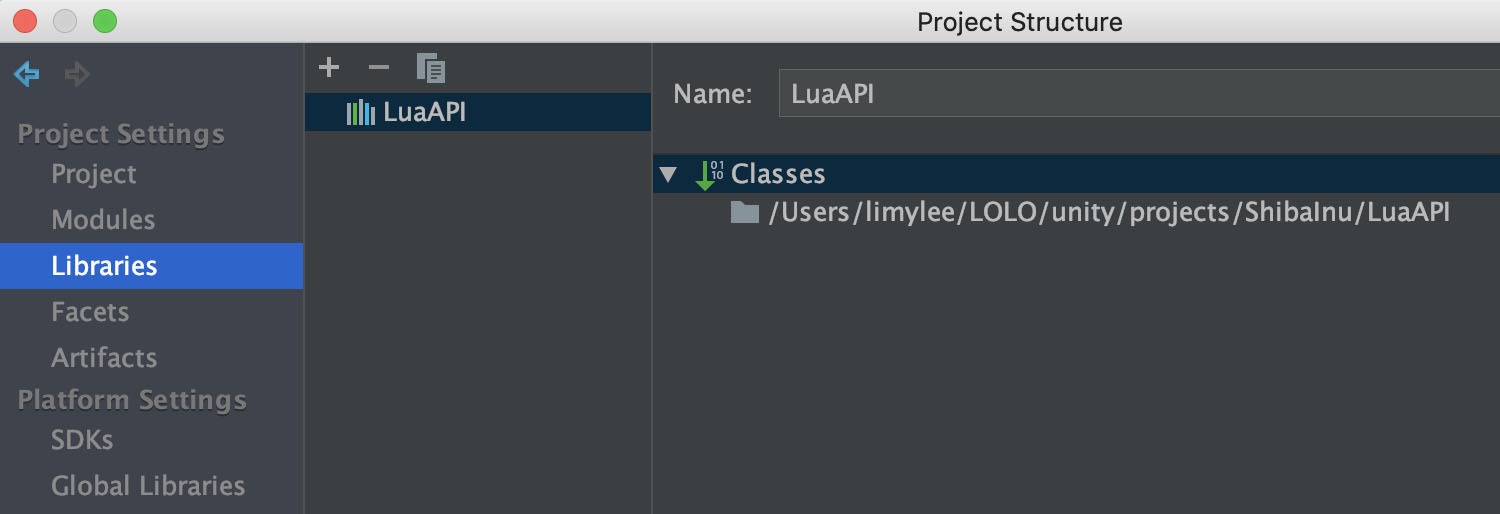 Project Structure
Project Settings
Project
Modules
Libraries
Facets
Artifacts
Platform Settings
SDKs
Global Libraries
LuaAPI
Name: LuaAPI
Classes
/Users/limylee/LOLO/unity/projects/ShibaInu/LuaAPI